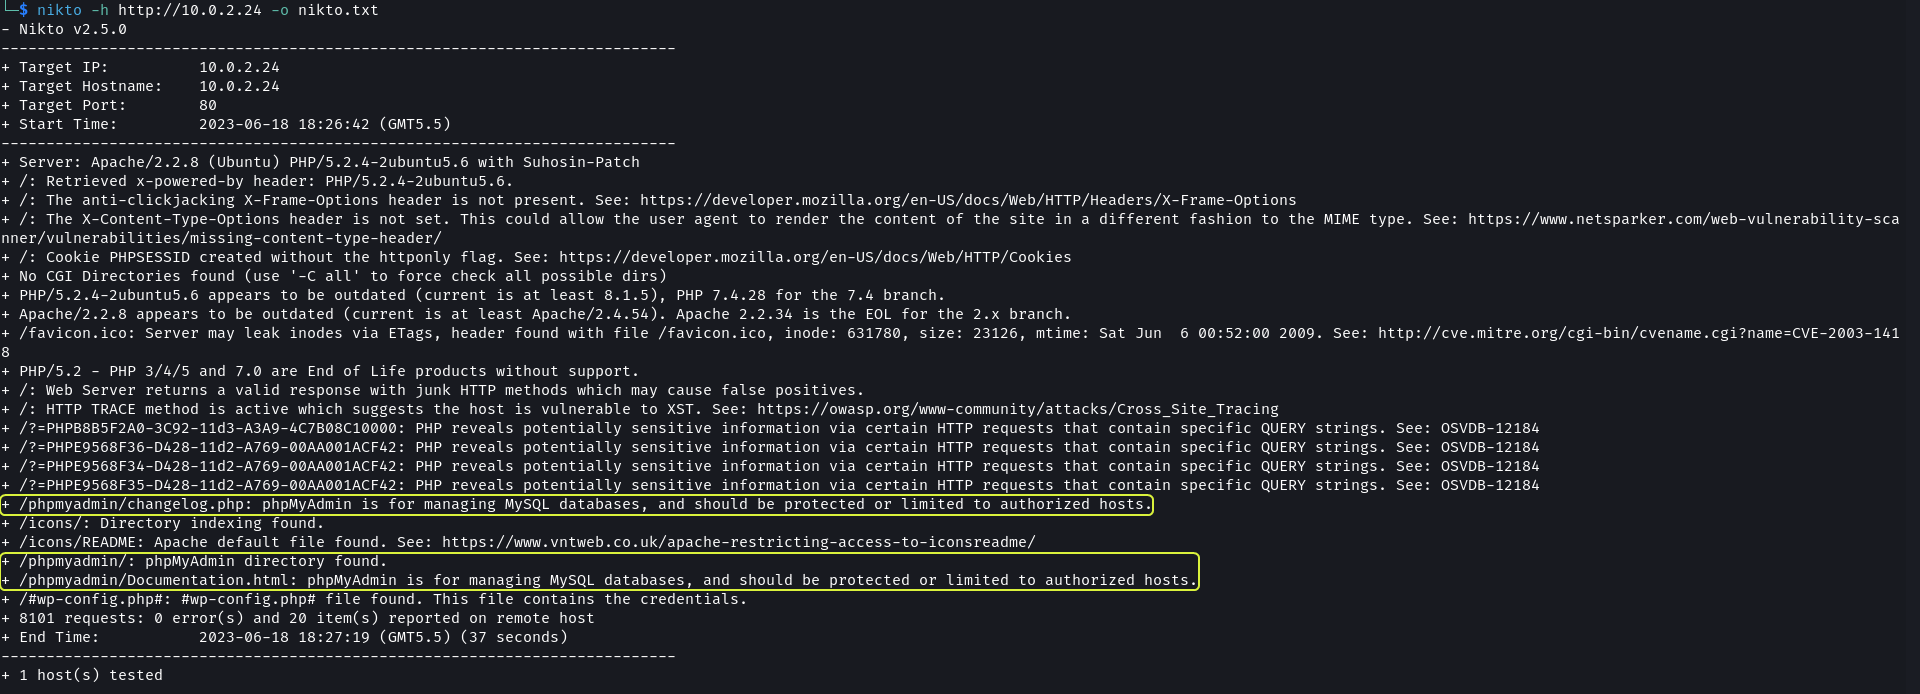 └─$ nikto -h http://10.0.2.24 -o nikto.txt
- Nikto v2.5.0
---------------------------------------------------------------------------
+ Target IP:          10.0.2.24
+ Target Hostname:    10.0.2.24
+ Target Port:        80
+ Start Time:         2023-06-18 18:26:42 (GMT5.5)
---------------------------------------------------------------------------
+ Server: Apache/2.2.8 (Ubuntu) PHP/5.2.4-2ubuntu5.6 with Suhosin-Patch
+ /: Retrieved x-powered-by header: PHP/5.2.4-2ubuntu5.6.
+ /: The anti-clickjacking X-Frame-Options header is not present. See: https://developer.mozilla.org/en-US/docs/Web/HTTP/Headers/X-Frame-Options
+ /: The X-Content-Type-Options header is not set. This could allow the user agent to render the content of the site in a different fashion to the MIME type. See: https://www.netsparker.com/web-vulnerability-sca
nner/vulnerabilities/missing-content-type-header/
+ /: Cookie PHPSESSID created without the httponly flag. See: https://developer.mozilla.org/en-US/docs/Web/HTTP/Cookies
+ No CGI Directories found (use '-C all' to force check all possible dirs)
+ PHP/5.2.4-2ubuntu5.6 appears to be outdated (current is at least 8.1.5), PHP 7.4.28 for the 7.4 branch.
+ Apache/2.2.8 appears to be outdated (current is at least Apache/2.4.54). Apache 2.2.34 is the EOL for the 2.x branch.
+ /favicon.ico: Server may leak inodes via ETags, header found with file /favicon.ico, inode: 631780, size: 23126, mtime: Sat Jun  6 00:52:00 2009. See: http://cve.mitre.org/cgi-bin/cvename.cgi?name=CVE-2003-141
8
+ PHP/5.2 - PHP 3/4/5 and 7.0 are End of Life products without support.
+ /: Web Server returns a valid response with junk HTTP methods which may cause false positives.
+ /: HTTP TRACE method is active which suggests the host is vulnerable to XST. See: https://owasp.org/www-community/attacks/Cross_Site_Tracing
+ /?=PHPB8B5F2A0-3C92-11d3-A3A9-4C7B08C10000: PHP reveals potentially sensitive information via certain HTTP requests that contain specific QUERY strings. See: OSVDB-12184
+ /?=PHPE9568F36-D428-11d2-A769-00AA001ACF42: PHP reveals potentially sensitive information via certain HTTP requests that contain specific QUERY strings. See: OSVDB-12184
+ /?=PHPE9568F34-D428-11d2-A769-00AA001ACF42: PHP reveals potentially sensitive information via certain HTTP requests that contain specific QUERY strings. See: OSVDB-12184
+ /?=PHPE9568F35-D428-11d2-A769-00AA001ACF42: PHP reveals potentially sensitive information via certain HTTP requests that contain specific QUERY strings. See: OSVDB-12184
+ /phpmyadmin/changelog.php: phpMyAdmin is for managing MySQL databases, and should be protected or limited to authorized hosts.
+ /icons/: Directory indexing found.
+ /icons/README: Apache default file found. See: https://www.vntweb.co.uk/apache-restricting-access-to-iconsreadme/
+ /phpmyadmin/: phpMyAdmin directory found.
+ /phpmyadmin/Documentation.html: phpMyAdmin is for managing MySQL databases, and should be protected or limited to authorized hosts.
+ /#wp-config.php#: #wp-config.php# file found. This file contains the credentials.
+ 8101 requests: 0 error(s) and 20 item(s) reported on remote host
+ End Time:           2023-06-18 18:27:19 (GMT5.5) (37 seconds)
---------------------------------------------------------------------------
+ 1 host(s) tested